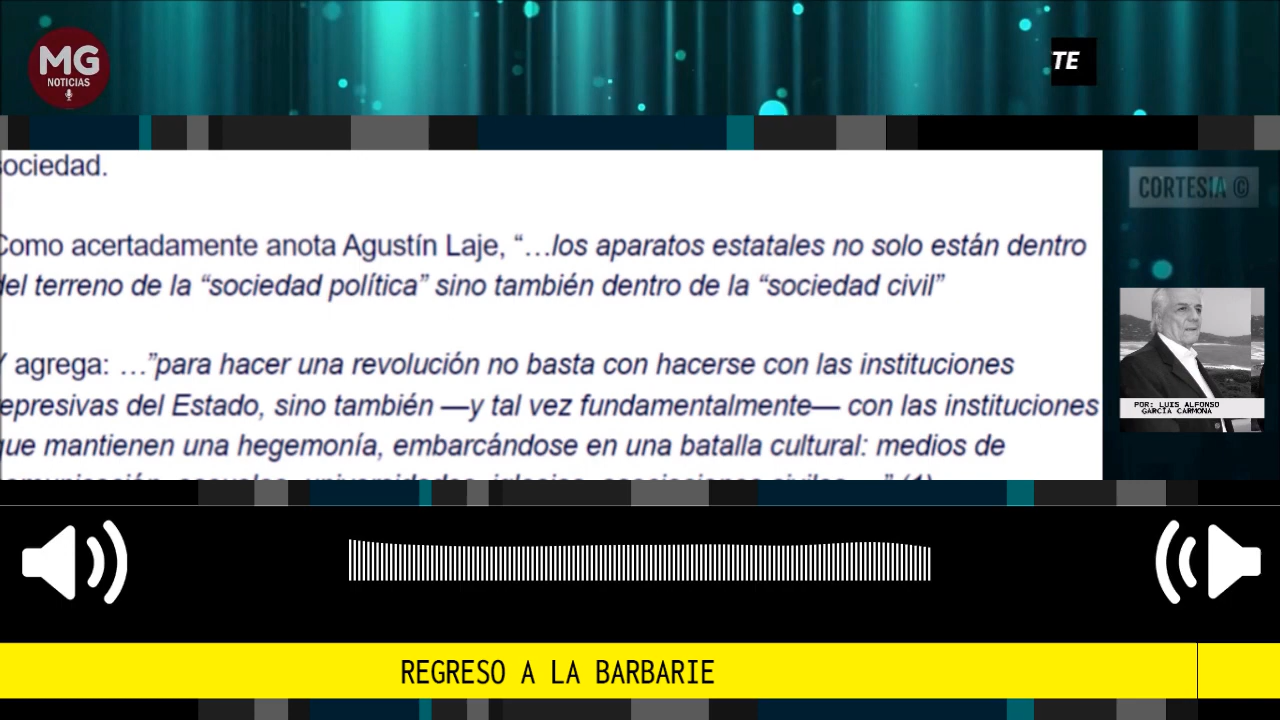 MG
NOTICIAS
TE
sociedad.
CORTESIA ©
Como acertadamente anota Agustín Laje, “…los aparatos estatales no solo están dentro
del terreno de la “sociedad política” sino también dentro de la “sociedad civil”
Y agrega: …”para hacer una revolución no basta con hacerse con las instituciones
represivas del Estado, sino también —y tal vez fundamentalmente— con las instituciones
que mantienen una hegemonía, embarcándose en una batalla cultural: medios de
POR: LUIS ALFONSO
GARCÍA CARMONA
REGRESO A LA BARBARIE